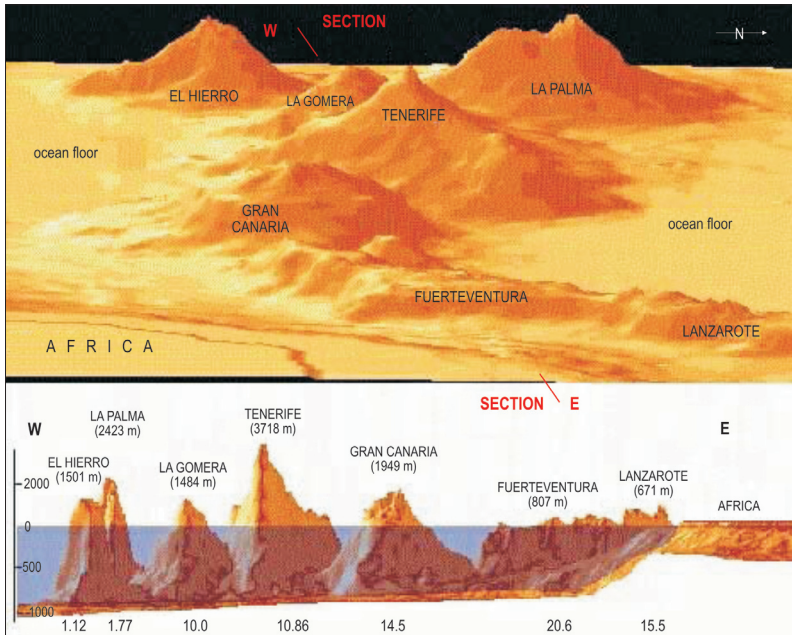 W SECTION
N
EL HIERRO
LA GOMERA
LA PALMA
TENERIFE
ocean floor
GRAN
CANARIA
ocean floor
FUERTEVENTURA
LANZAROTE
AFRICA
SECTION E
W
E
LA PALMA
(2423 m)
TENERIFE
(3718 m)
EL HIERRO
(1501 m)
LA GOMERA
(1484 m)
GRAN CANARIA
(1949 m)
FUERTEVENTURA
(807 m)
LANZAROTE
(671 m)
AFRICA
2000
0
-500
-1000
1.12 1.77 10.0 10.86 14.5 20.6 15.5